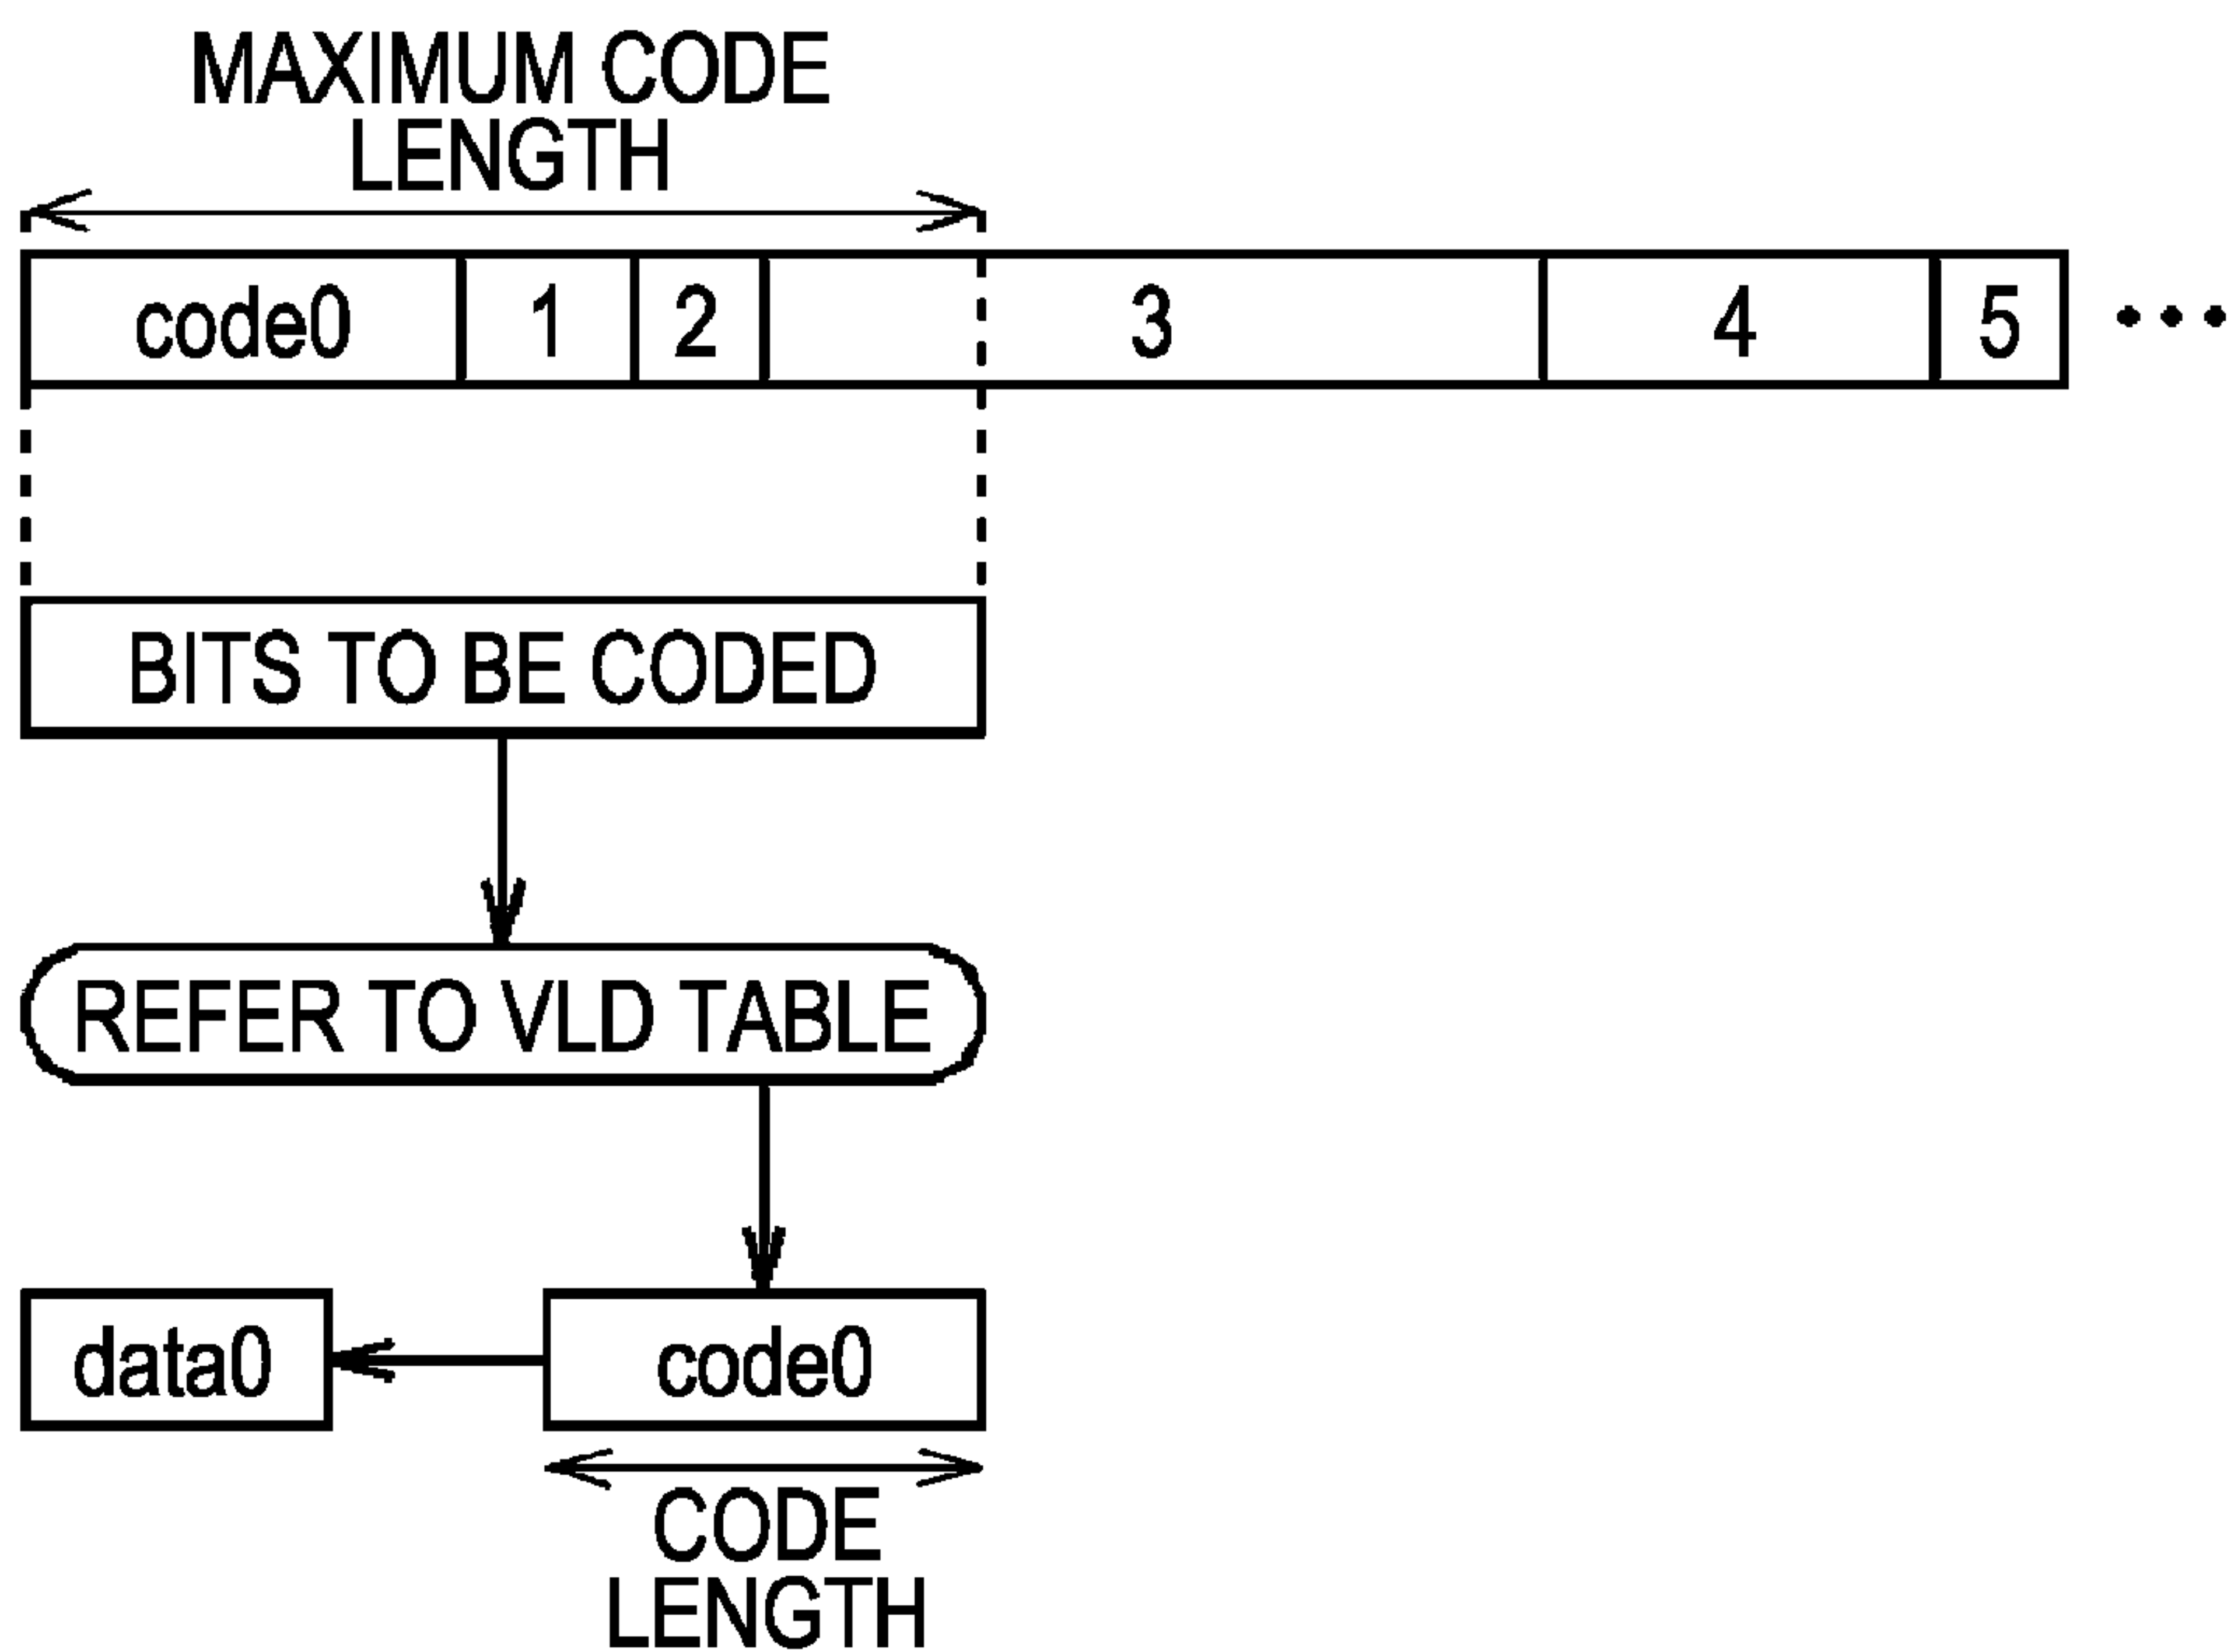 MAXIMUM CODE
LENGTH
code0 1 2 3 4 5 •••
BITS TO BE CODED
REFER TO VLD TABLE
data0 code0
CODE
LENGTH